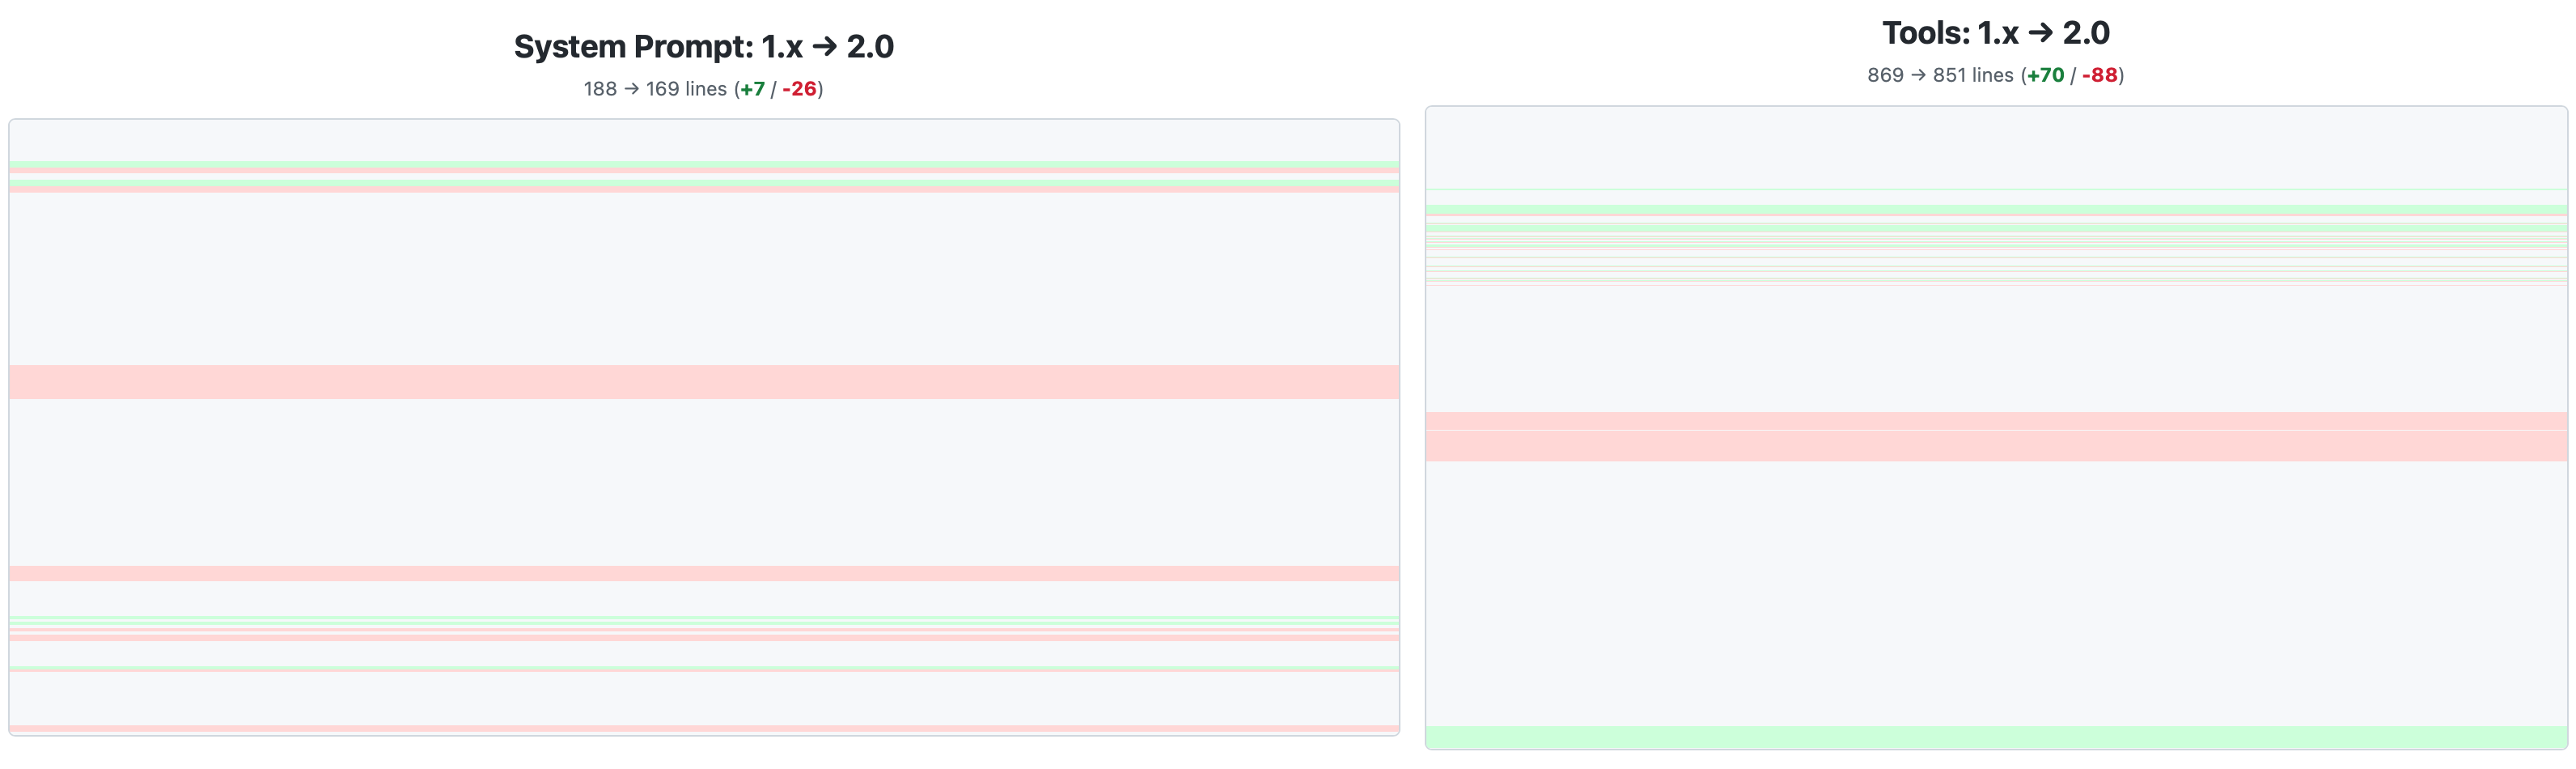 System Prompt: 1.x → 2.0
188 → 169 lines (+7 / -26)
Tools: 1.x → 2.0
869 → 851 lines (+70 / -88)